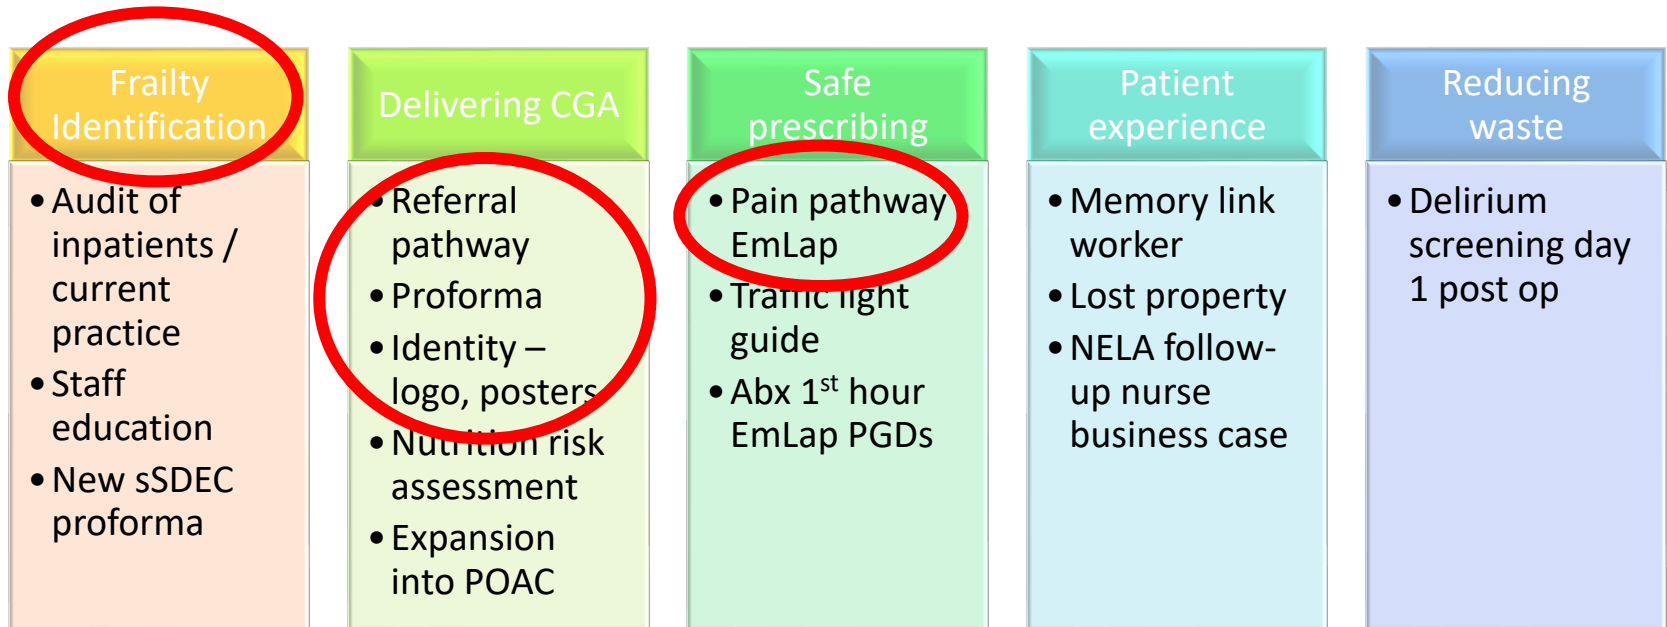 Frailty
Identification
• Audit of
inpatients /
current
practice
• Staff
education
• New sSDEC
proforma
Delivering CGA
• Referral
pathway
• Proforma
• Identity –
logo, posters
• Nutrition risk
assessment
• Expansion
into POAC
Safe
prescribing
• Pain pathway
EmLap
• Traffic light
guide
• Abx 1st hour
EmLap PGDs
Patient
experience
• Memory link
worker
• Lost property
• NELA follow-
up nurse
business case
Reducing
waste
• Delirium
screening day
1 post op